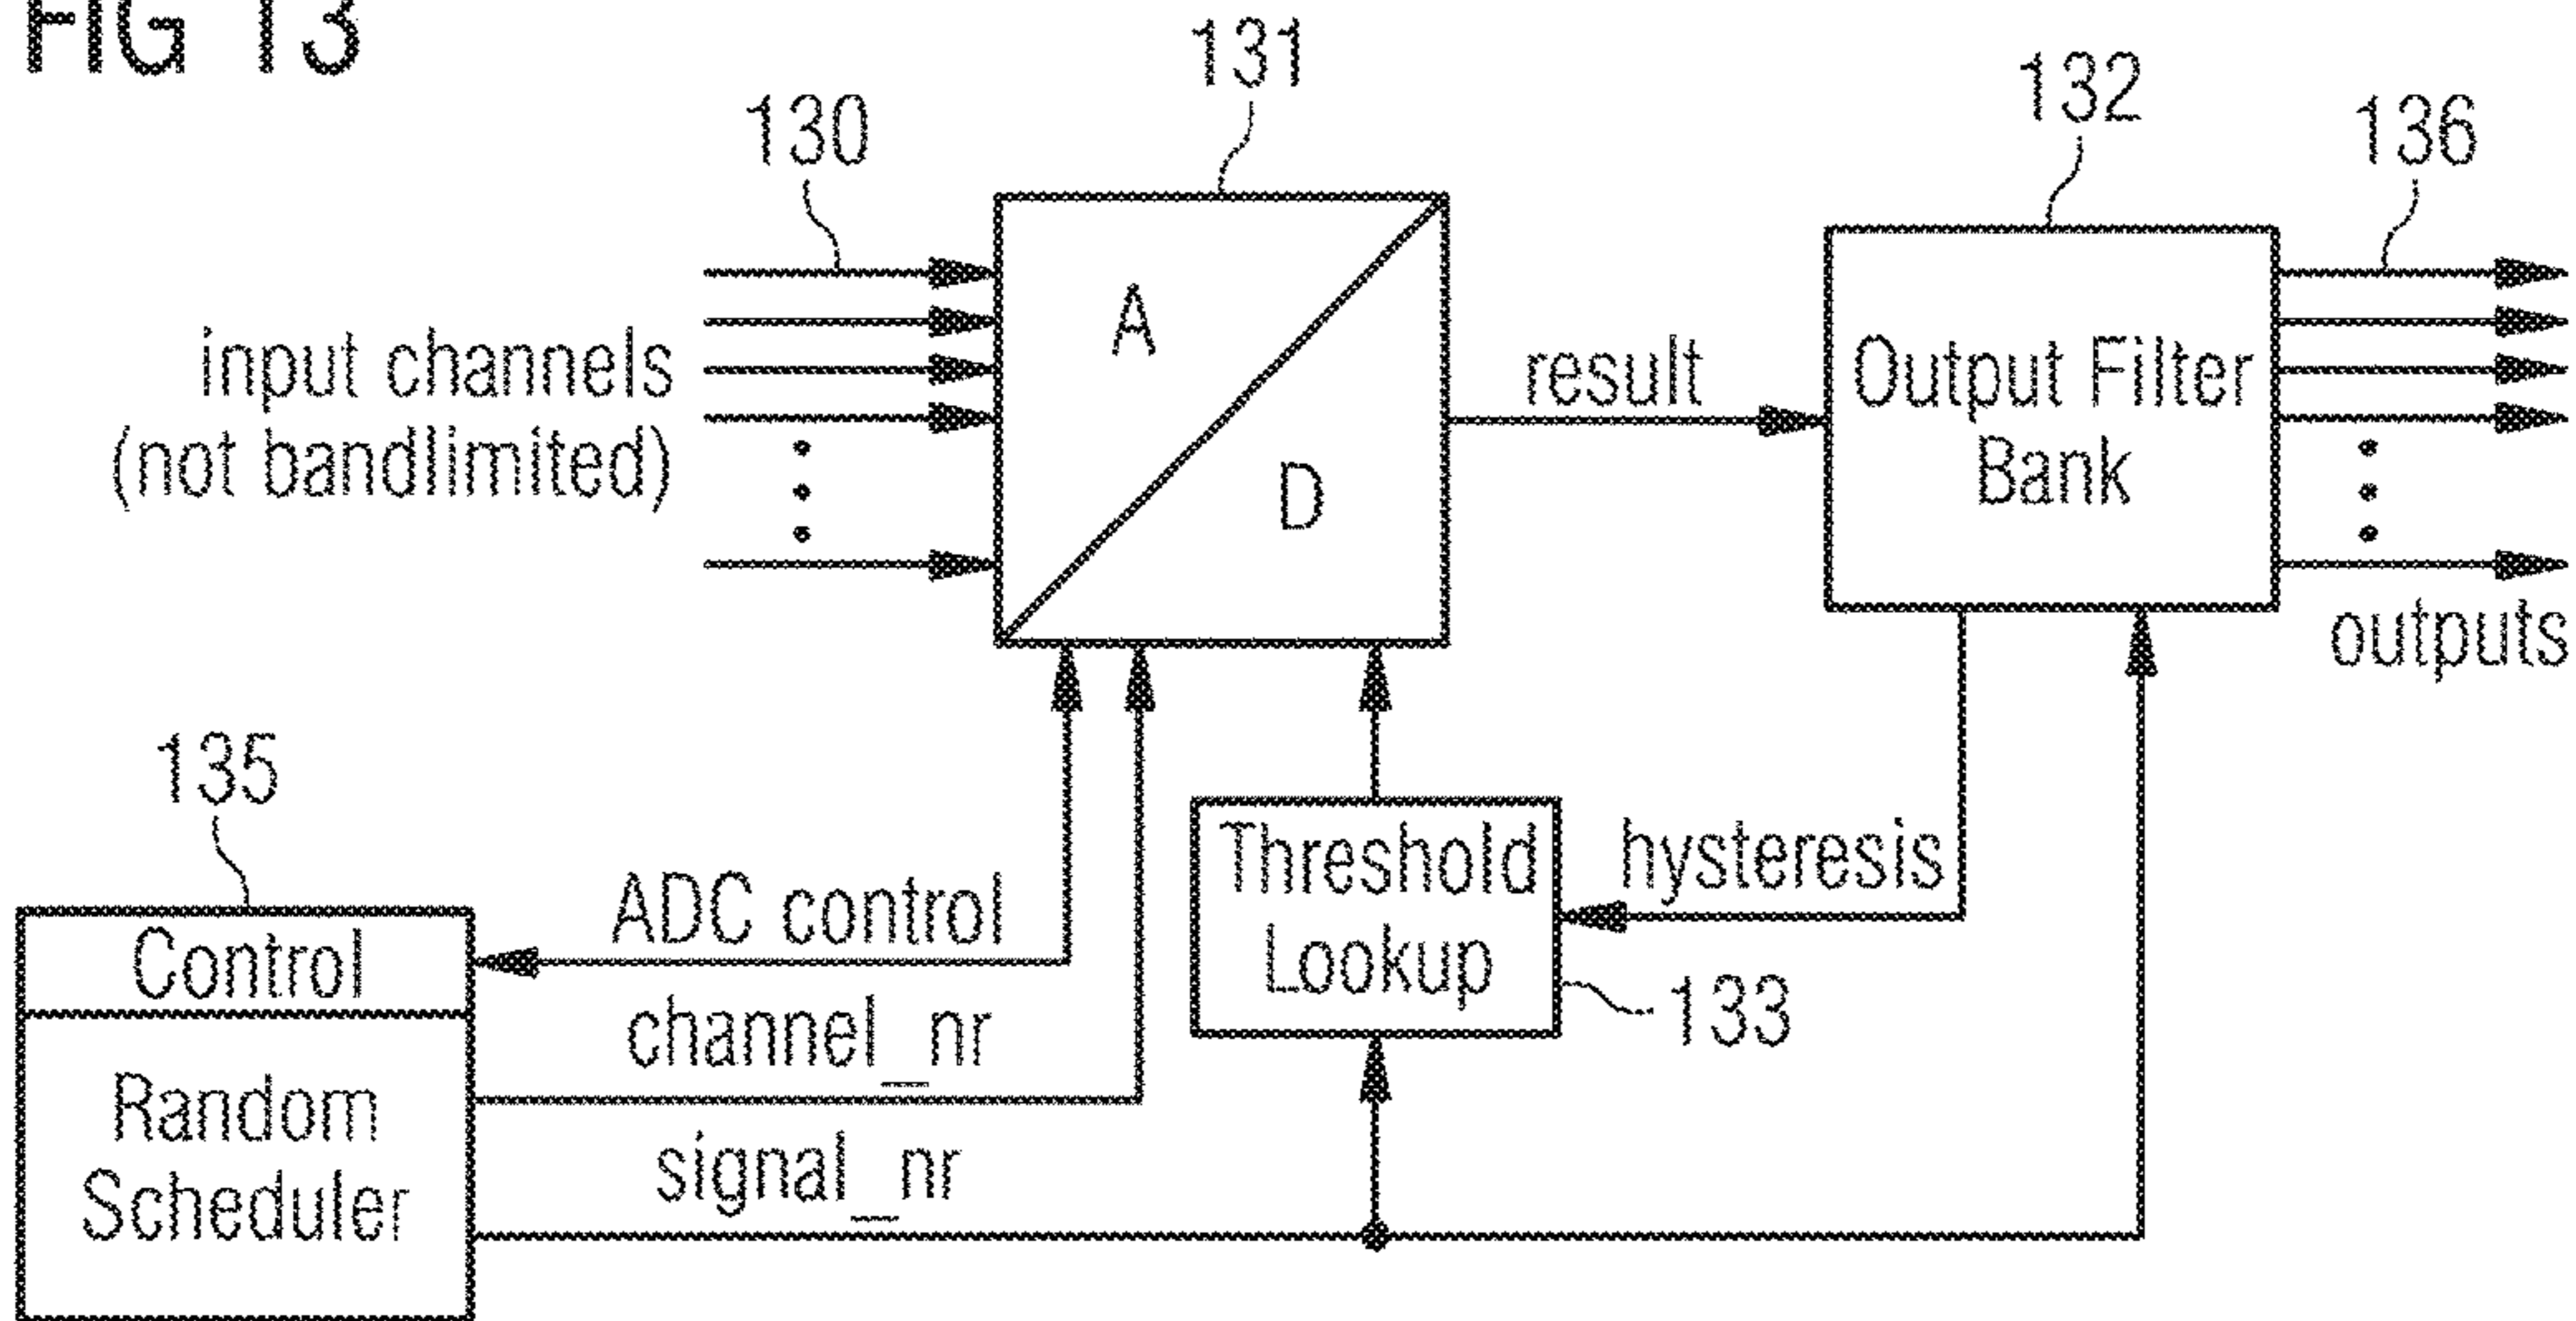 FIG 13
131
132
130
136
input channels
(not bandlimited)
A
D
result
Output Filter
Bank
outputs
135
Control
Random
Scheduler
ADC control
channel_nr
signal_nr
Threshold
Lookup
hysteresis
133